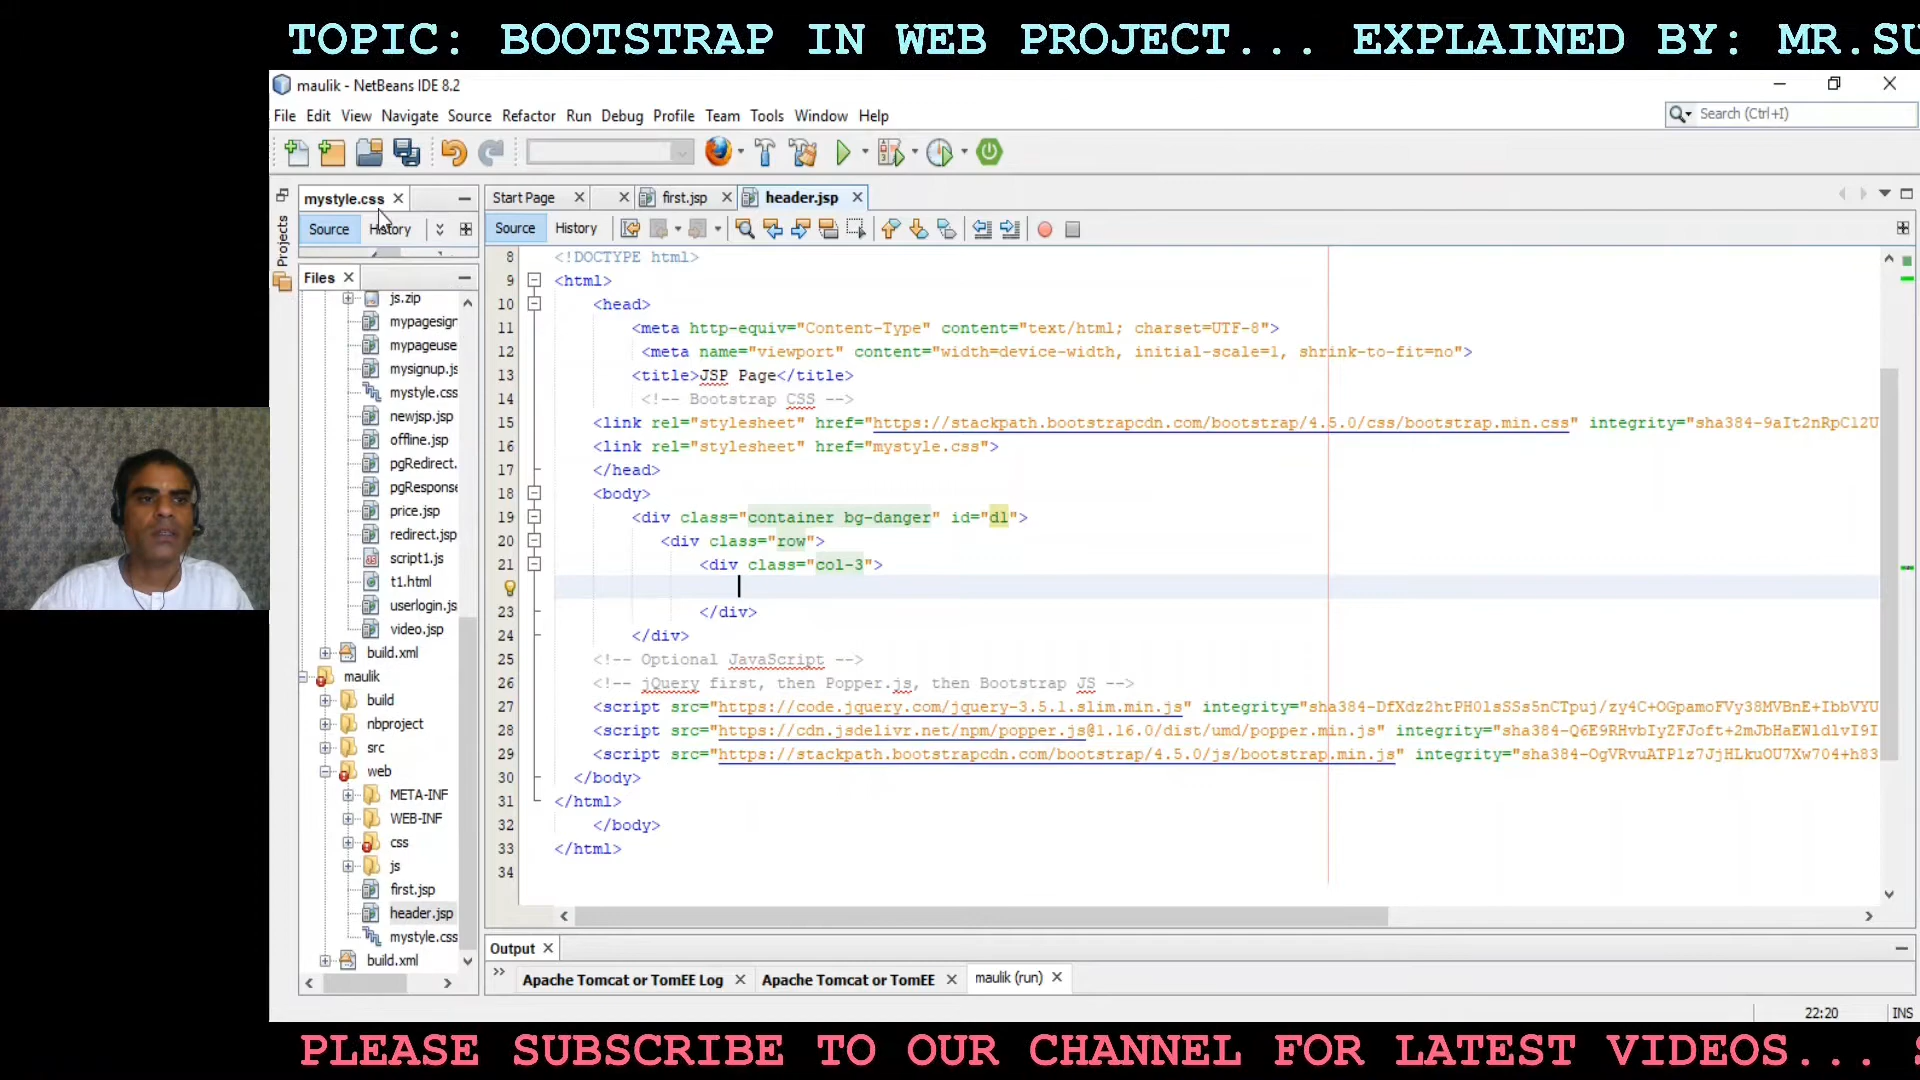 TOPIC: BOOTSTRAP IN WEB PROJECT... EXPLAINED BY: MR.SU
maulik - NetBeans IDE 8.2
File Edit View Navigate Source Refactor Run Debug Profile Team Tools Window Help
Search (Ctrl+I)
mystyle.css
Start Page
first.jsp
header.jsp
Source
History
Source
History
Projects
Files
js.zip
mypagesign
mypageuse
mysignup.js
mystyle.css
newjsp.jsp
offline.jsp
pgRedirect.
pgResponse
price.jsp
redirect.jsp
script1.js
t1.html
userlogin.js
video.jsp
build.xml
maulik
build
nbproject
src
web
META-INF
WEB-INF
css
js
first.jsp
header.jsp
mystyle.css
build.xml
8 <!DOCTYPE html>
9 <html>
10 <head>
11 <meta http-equiv="Content-Type" content="text/html; charset=UTF-8">
12 <meta name="viewport" content="width=device-width, initial-scale=1, shrink-to-fit=no">
13 <title>JSP Page</title>
14 <!-- Bootstrap CSS -->
15 <link rel="stylesheet" href="https://stackpath.bootstrapcdn.com/bootstrap/4.5.0/css/bootstrap.min.css" integrity="sha384-9aIt2nRpC12U
16 <link rel="stylesheet" href="mystyle.css">
17 </head>
18 <body>
19 <div class="container bg-danger" id="d1">
20 <div class="row">
21 <div class="col-3">
23 </div>
24 </div>
25 <!-- Optional JavaScript -->
26 <!-- jQuery first, then Popper.js, then Bootstrap JS -->
27 <script src="https://code.jquery.com/jquery-3.5.1.slim.min.js" integrity="sha384-DfXdz2htPH0lsSSs5nCTpuj/zy4C+OGpamoFVy38MVBnE+IbbVYU
28 <script src="https://cdn.jsdelivr.net/npm/popper.js@1.16.0/dist/umd/popper.min.js" integrity="sha384-Q6E9RHvbIyZFJoft+2mJbHaEWldlvI9I
29 <script src="https://stackpath.bootstrapcdn.com/bootstrap/4.5.0/js/bootstrap.min.js" integrity="sha384-OgVRvuATP1z7JjHLkuOU7Xw704+h83
30 </body>
31 </html>
32 </body>
33 </html>
34
Output
Apache Tomcat or TomEE Log
Apache Tomcat or TomEE
maulik (run)
22:20
INS
PLEASE SUBSCRIBE TO OUR CHANNEL FOR LATEST VIDEOS...